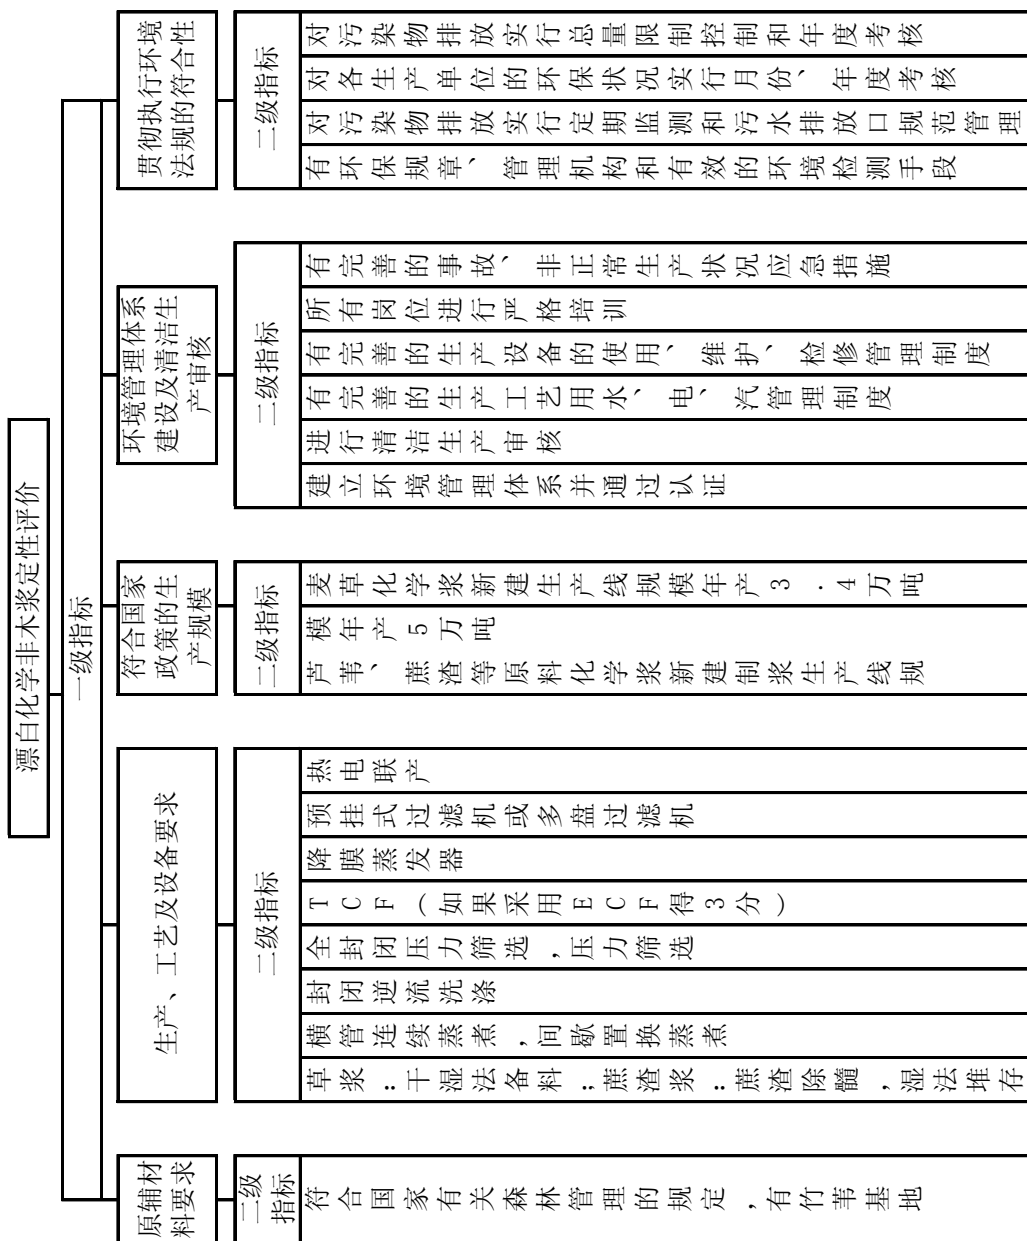 漂白化学非木浆定性评价
一级指标
原辅材
料要求
二级
指标
符合国家有关森林管理的规定，有竹苇基地
生产、工艺及设备要求
二级指标
草浆：干湿法备料；蔗渣浆：蔗渣除髓，湿法堆存
横管连续蒸煮，间歇置换蒸煮
封闭逆流洗涤
全封闭压力筛选，压力筛选
TCF（如果采用ECF得3分）
降膜蒸发器
预挂式过滤机或多盘过滤机
热电联产
符合国家
政策的生
产规模
二级指标
芦苇、蔗渣等原料化学浆新建制浆生产线规
模年产5万吨
麦草化学浆新建生产线规模年产3.4万吨
环境管理体系
建设及清洁生
产审核
二级指标
建立环境管理体系并通过认证
进行清洁生产审核
有完善的生产工艺用水、电、汽管理制度
有完善的生产设备的使用、维护、检修管理制度
所有岗位进行严格培训
有完善的事故、非正常生产状况应急措施
贯彻执行环境
法规的符合性
二级指标
有环保规章、管理机构和有效的环境检测手段
对污染物排放实行定期监测和污水排放口规范管理
对各生产单位的环保状况实行月份、年度考核
对污染物排放实行总量限制控制和年度考核